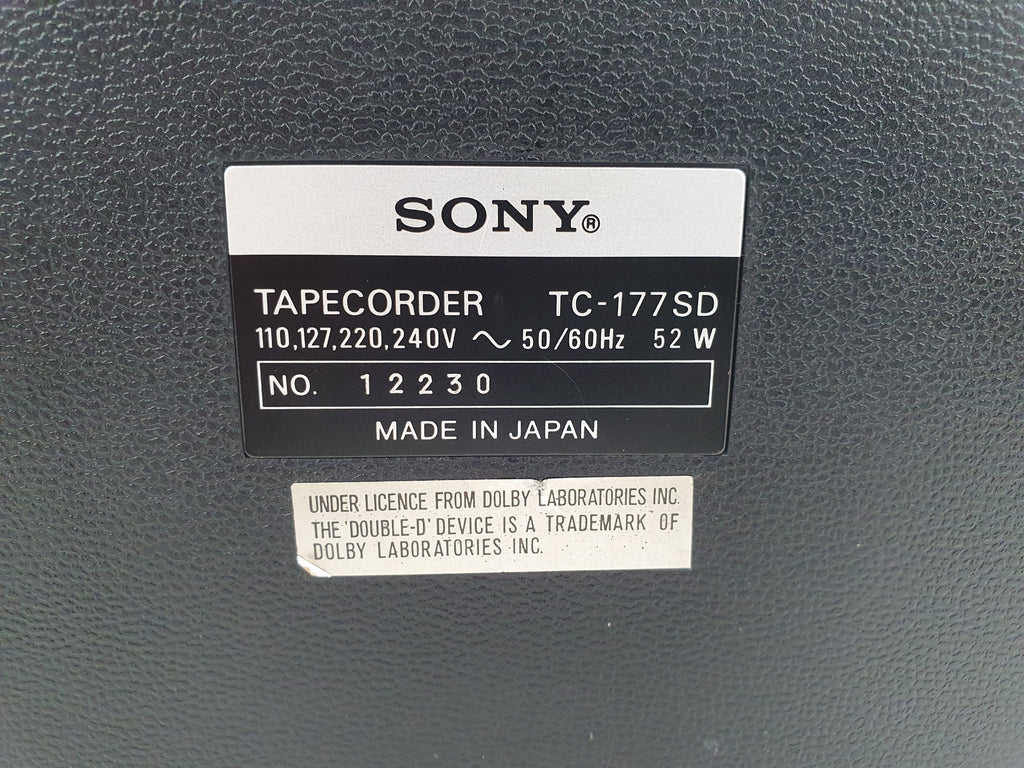 SONY®
TAPECORDER TC-177SD
110,127,220,240V ∼ 50/60Hz 52 W
NO. 12230
MADE IN JAPAN
UNDER LICENCE FROM DOLBY LABORATORIES INC.
THE 'DOUBLE-D' DEVICE IS A TRADEMARK OF
DOLBY LABORATORIES INC.